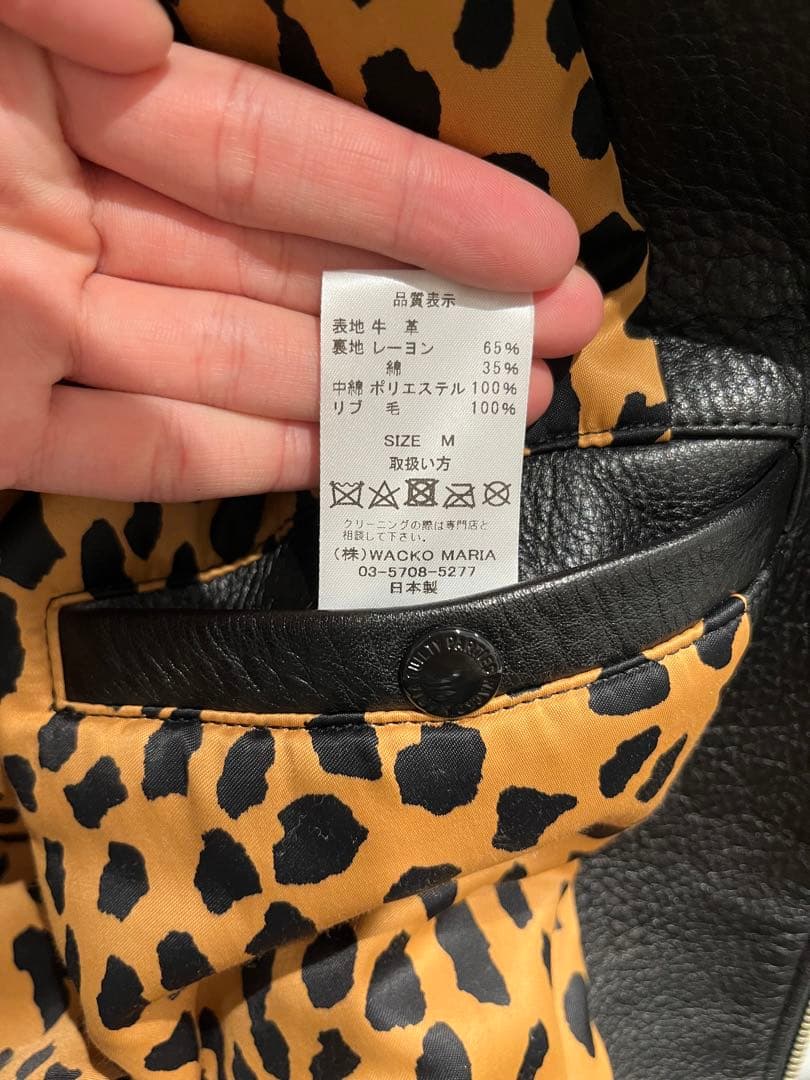 品質表示
表地 牛 革
裏地 レーヨン 65%
綿 35%
中綿 ポリエステル 100%
リブ 毛 100%
SIZE M
取扱い方
クリーニングの際は専門店と
相談して下さい。
(株)WACKO MARIA
03-5708-5277
日本製
GUILTY PARTIES